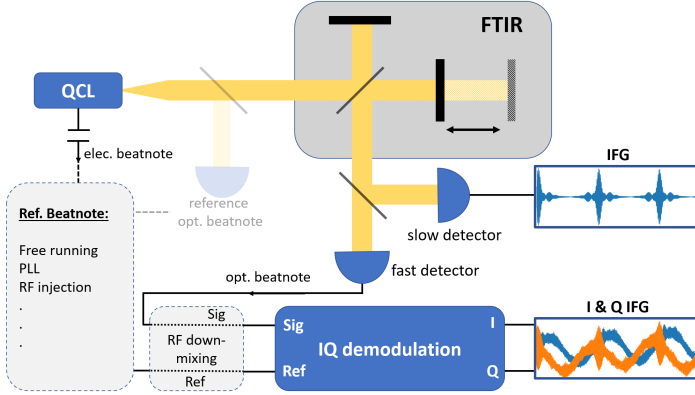 FTIR
QCL
elec. beatnote
IFG
Ref. Beatnote:
reference
opt. beatnote
slow detector
Free running
PLL
RF injection
.
.
.
opt. beatnote
fast detector
I & Q IFG
Sig
Sig
I
RF down-
mixing
IQ demodulation
Ref
Ref
Q